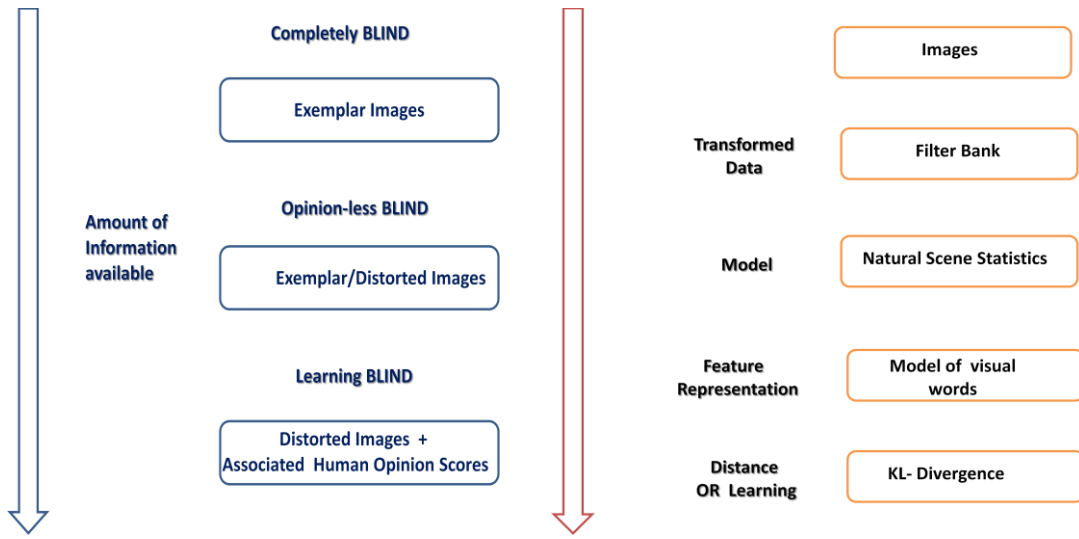 Completely BLIND
Exemplar Images
Opinion-less BLIND
Amount of
Information
available
Exemplar/Distorted Images
Learning BLIND
Distorted Images +
Associated Human Opinion Scores
Images
Transformed
Data
Filter Bank
Model
Natural Scene Statistics
Feature
Representation
Model of visual
words
Distance
OR Learning
KL- Divergence